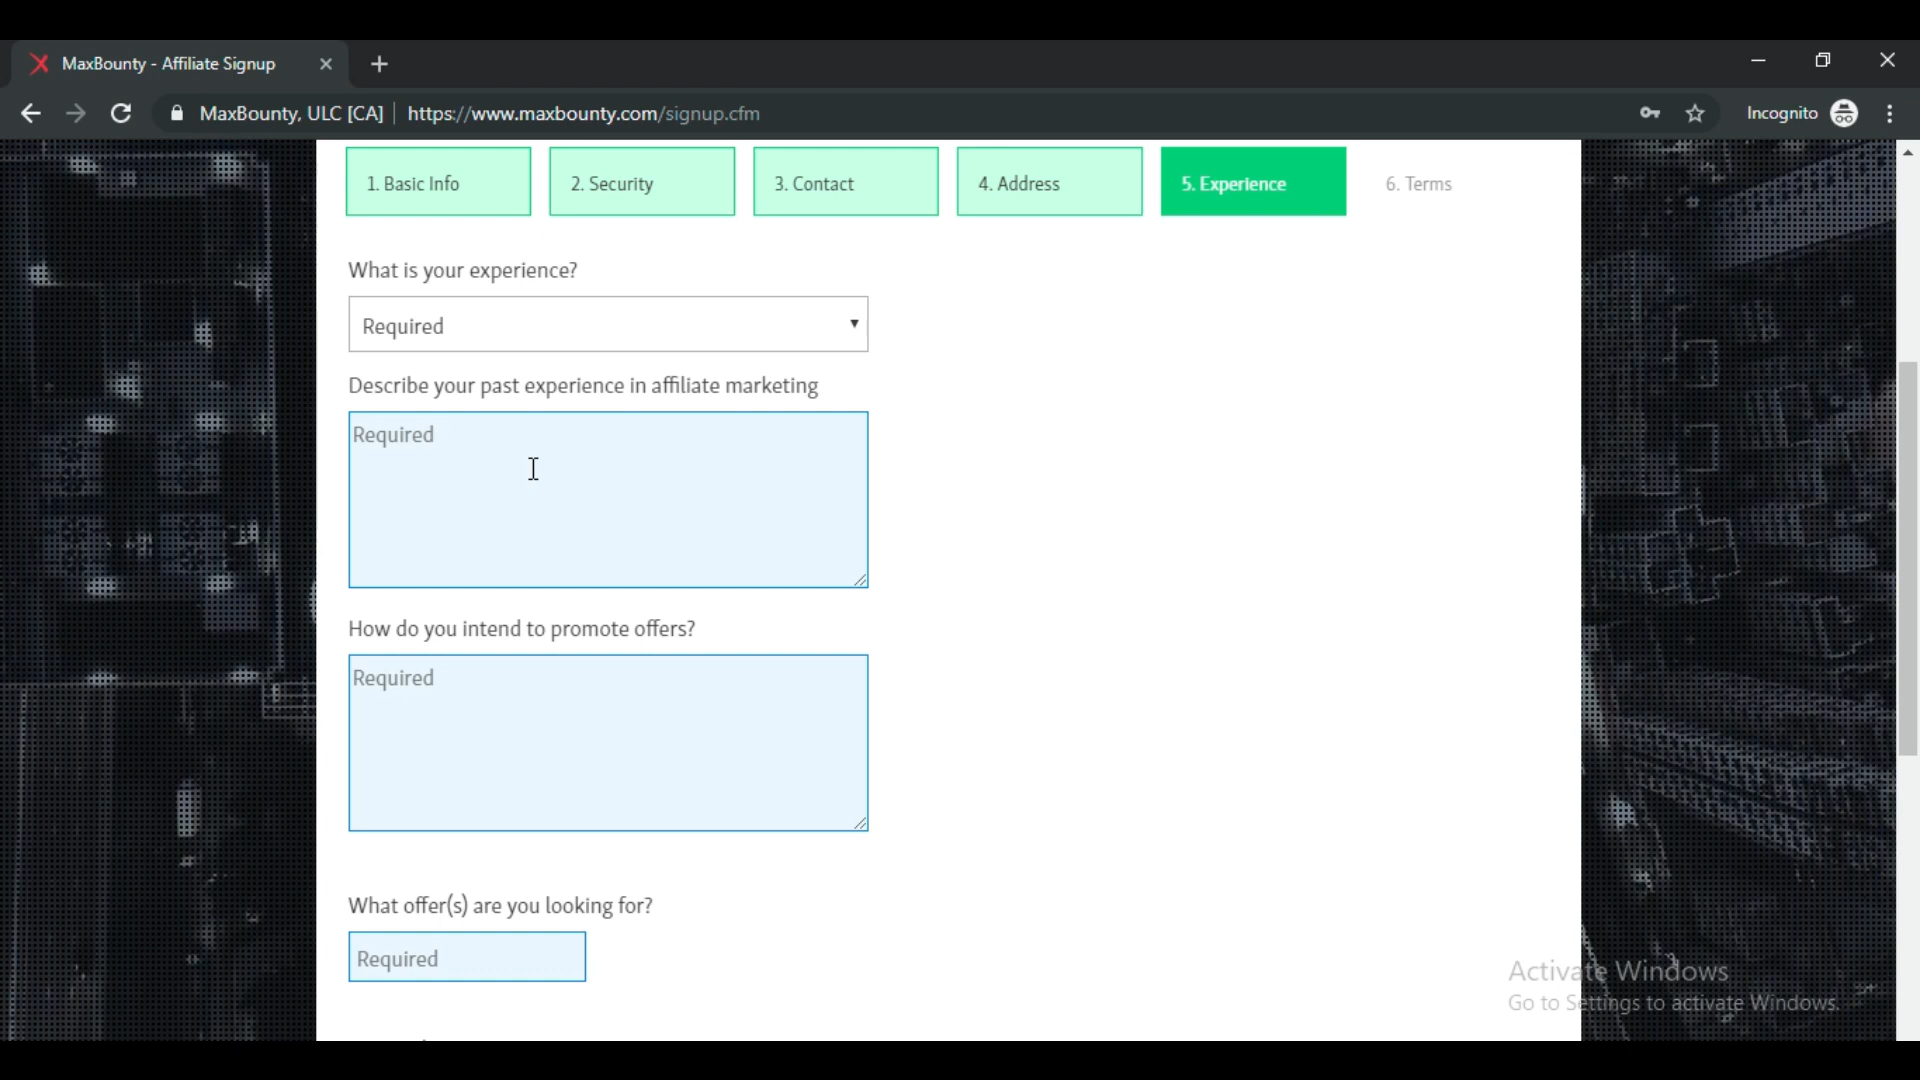 MaxBounty - Affiliate Signup
MaxBounty, ULC [CA] https://www.maxbounty.com/signup.cfm
Incognito
1. Basic Info
2. Security
3. Contact
4. Address
5. Experience
6. Terms
What is your experience?
Required
Describe your past experience in affiliate marketing
Required
How do you intend to promote offers?
Required
What offer(s) are you looking for?
Required
Activate Windows
Go to Settings to activate Windows.